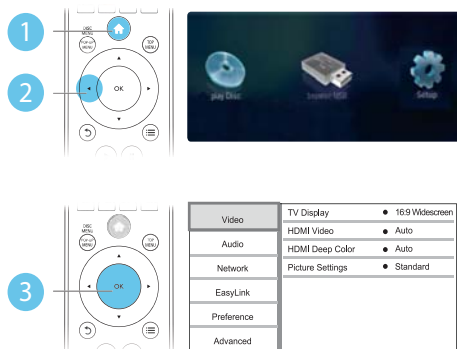 1
DISC
MENU
POP-UP
MENU
TOP
MENU
2
OK
play Disc
browse USB
Setup
DISC
MENU
POP-UP
MENU
TOP
MENU
3
OK
Video
Audio
Network
EasyLink
Preference
Advanced
TV Display ● 16:9 Widescreen
HDMI Video ● Auto
HDMI Deep Color ● Auto
Picture Settings ● Standard